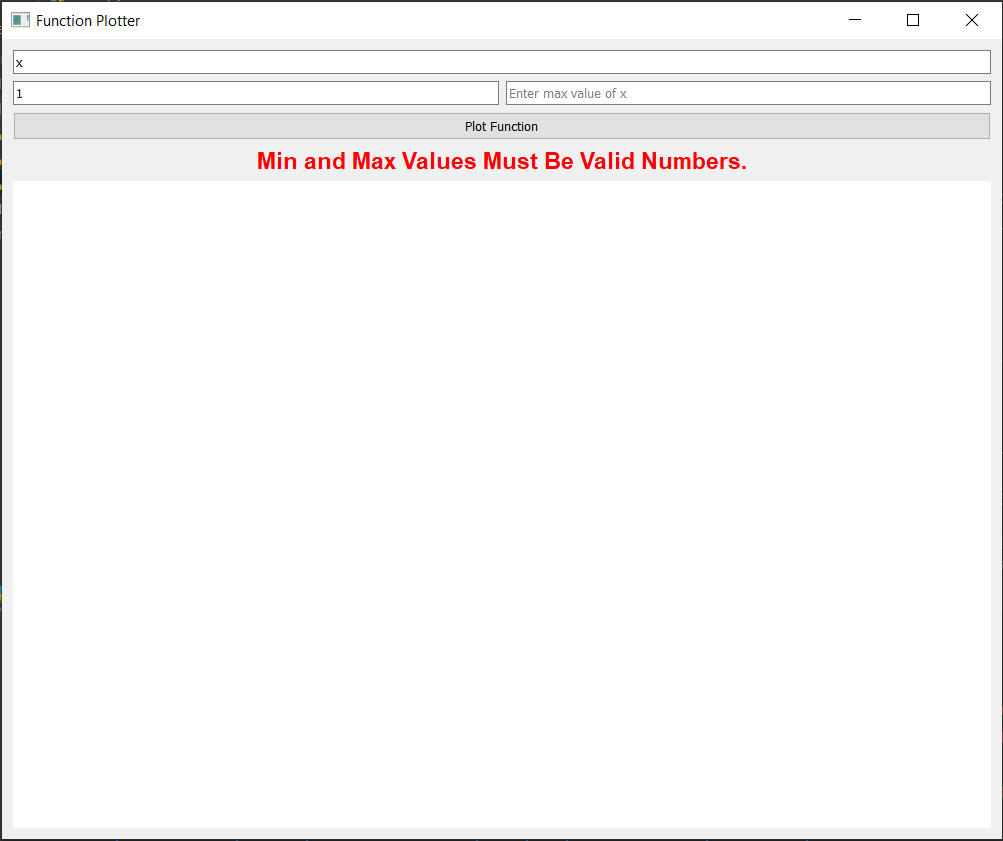 Function Plotter
x
1 Enter max value of x
Plot Function
Min and Max Values Must Be Valid Numbers.